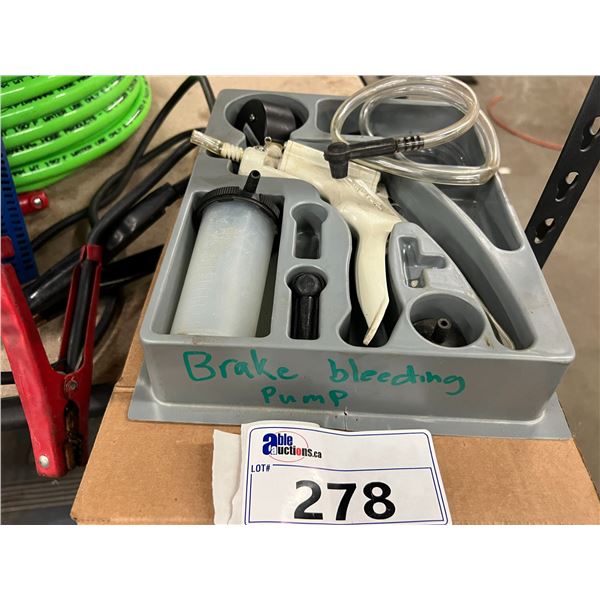 Brake bleeding
Pump
able
auctions.ca
LOT#
278